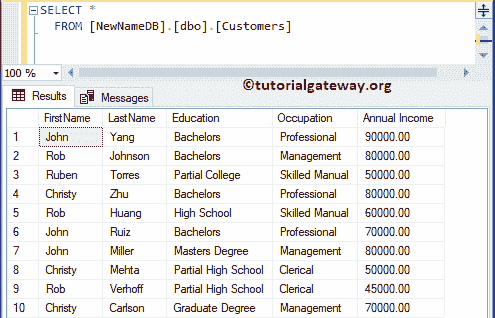 SELECT *
FROM [NewNameDB].[dbo].[Customers]
100 %
©tutorialgateway.org
Results Messages
FirstName LastName Education Occupation Annual Income
1 John Yang Bachelors Professional 90000.00
2 Rob Johnson Bachelors Management 80000.00
3 Ruben Torres Partial College Skilled Manual 50000.00
4 Christy Zhu Bachelors Professional 80000.00
5 Rob Huang High School Skilled Manual 60000.00
6 John Ruiz Bachelors Professional 70000.00
7 John Miller Masters Degree Management 80000.00
8 Christy Mehta Partial High School Clerical 50000.00
9 Rob Verhoff Partial High School Clerical 45000.00
10 Christy Carlson Graduate Degree Management 70000.00